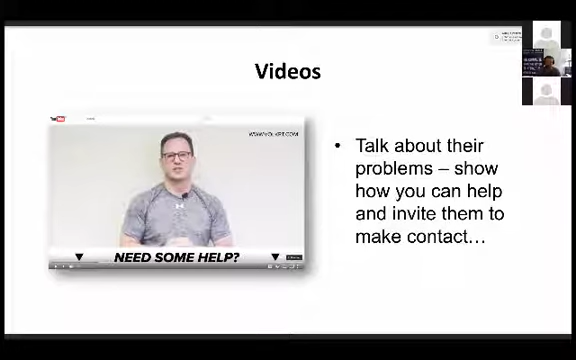 Videos
• Talk about their
problems – show
how you can help
and invite them to
make contact…
NEED SOME HELP?